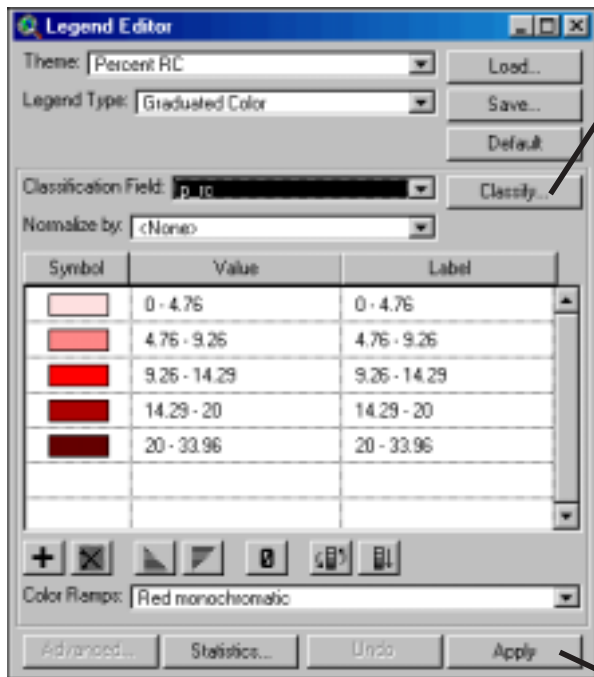 Legend Editor
Theme: Percent RC
Load...
Legend Type: Graduated Color
Save...
Default
Classification Field: p_rc
Classify...
Normalize by: <None>
Symbol Value Label
0 - 4.76 0 - 4.76
4.76 - 9.26 4.76 - 9.26
9.26 - 14.29 9.26 - 14.29
14.29 - 20 14.29 - 20
20 - 33.96 20 - 33.96
Color Ramps: Red monochromatic
Advanced... Statistics... Undo Apply